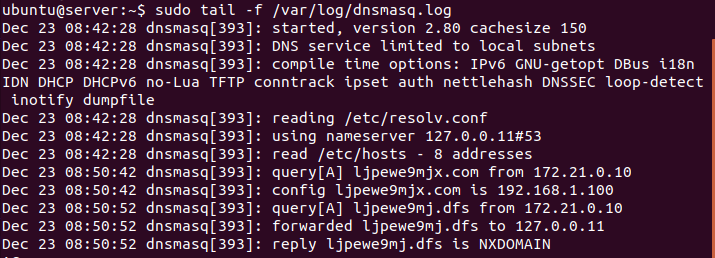 ubuntu@server:~$ sudo tail -f /var/log/dnsmasq.log
Dec 23 08:42:28 dnsmasq[393]: started, version 2.80 cachesize 150
Dec 23 08:42:28 dnsmasq[393]: DNS service limited to local subnets
Dec 23 08:42:28 dnsmasq[393]: compile time options: IPv6 GNU-getopt DBus i18n
IDN DHCP DHCPv6 no-Lua TFTP conntrack ipset auth nettlehash DNSSEC loop-detect
inotify dumpfile
Dec 23 08:42:28 dnsmasq[393]: reading /etc/resolv.conf
Dec 23 08:42:28 dnsmasq[393]: using nameserver 127.0.0.11#53
Dec 23 08:42:28 dnsmasq[393]: read /etc/hosts - 8 addresses
Dec 23 08:50:42 dnsmasq[393]: query[A] ljpewe9mjx.com from 172.21.0.10
Dec 23 08:50:42 dnsmasq[393]: config ljpewe9mjx.com is 192.168.1.100
Dec 23 08:50:52 dnsmasq[393]: query[A] ljpewe9mj.dfs from 172.21.0.10
Dec 23 08:50:52 dnsmasq[393]: forwarded ljpewe9mj.dfs to 127.0.0.11
Dec 23 08:50:52 dnsmasq[393]: reply ljpewe9mj.dfs is NXDOMAIN